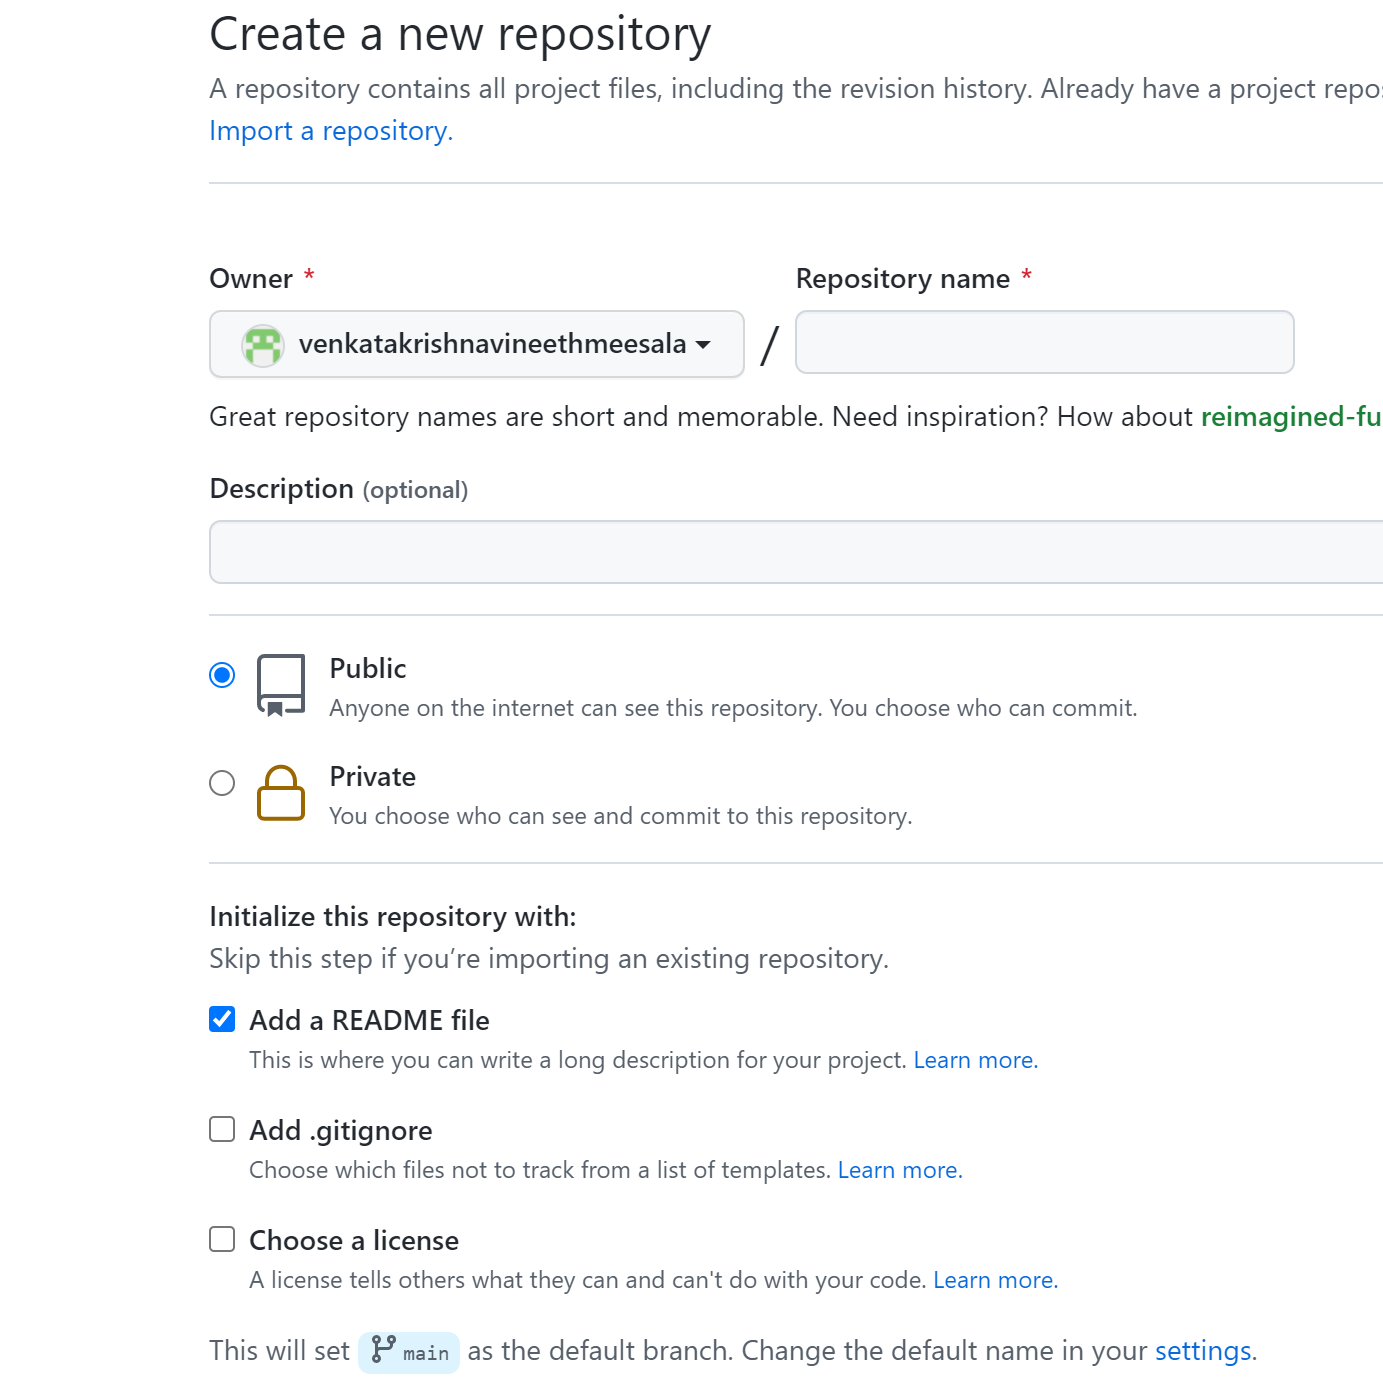 Create a new repository
A repository contains all project files, including the revision history. Already have a project
Import a repository.
Owner *
Repository name *
venkatakrishnavineethmeesala
/
Great repository names are short and memorable. Need inspiration? How about reimagined-fu
Description (optional)
Public
Anyone on the internet can see this repository. You choose who can commit.
Private
You choose who can see and commit to this repository.
Initialize this repository with:
Skip this step if you’re importing an existing repository.
Add a README file
This is where you can write a long description for your project. Learn more.
Add .gitignore
Choose which files not to track from a list of templates. Learn more.
Choose a license
A license tells others what they can and can't do with your code. Learn more.
This will set main as the default branch. Change the default name in your settings.